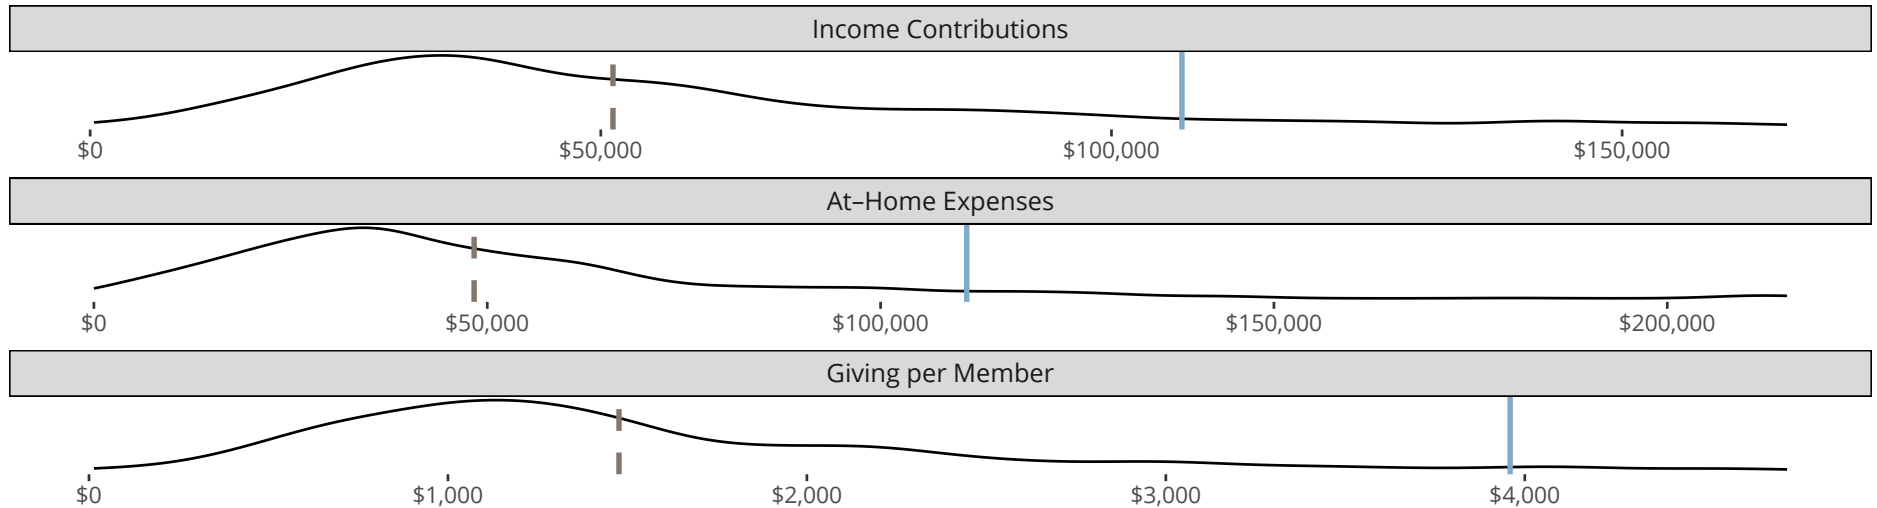 Income Contributions
$0 $50,000 $100,000 $150,000
At–Home Expenses
$0 $50,000 $100,000 $150,000 $200,000
Giving per Member
$0 $1,000 $2,000 $3,000 $4,000